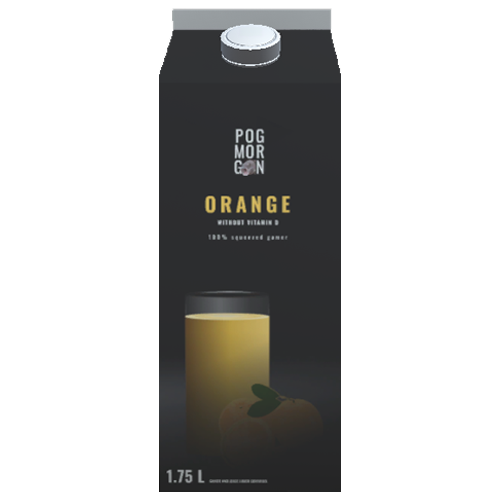 POG
MOR
GON
ORANGE
WITHOUT VITAMIN D
100% squeezed gamer
1.75 L